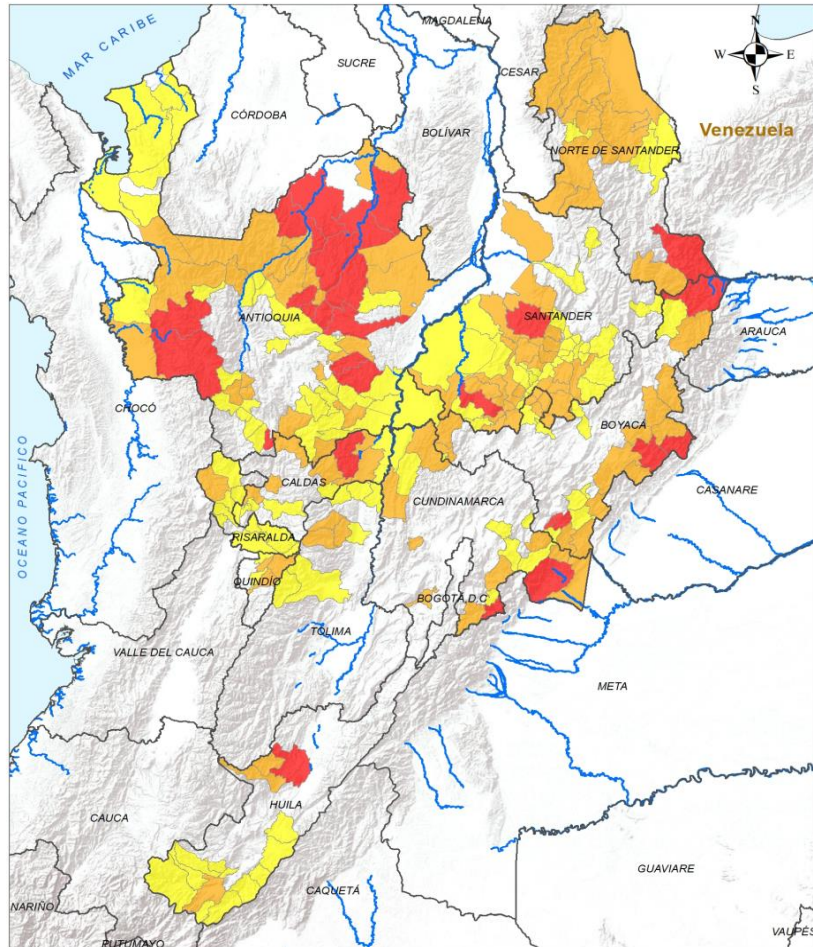 MAGDALENA
N
MAR CARIBE
SUCRE
CESAR
W
E
S
CÓRDOBA
BOLÍVAR
Venezuela
NORTE DE SANTANDER
ANTIOQUIA
SANTANDER
ARAUCA
CHOCÓ
BOYACÁ
CALDAS
CUNDINAMARCA
CASANARE
OCEANO PACIFICO
RISARALDA
QUINDÍO
BOGOTÁ D.C
TOLIMA
VALLE DEL CAUCA
META
HUILA
CAUCA
GUAVIARE
CAQUETÁ
NARIÑO
PUTUMAYO
VAUPÉS